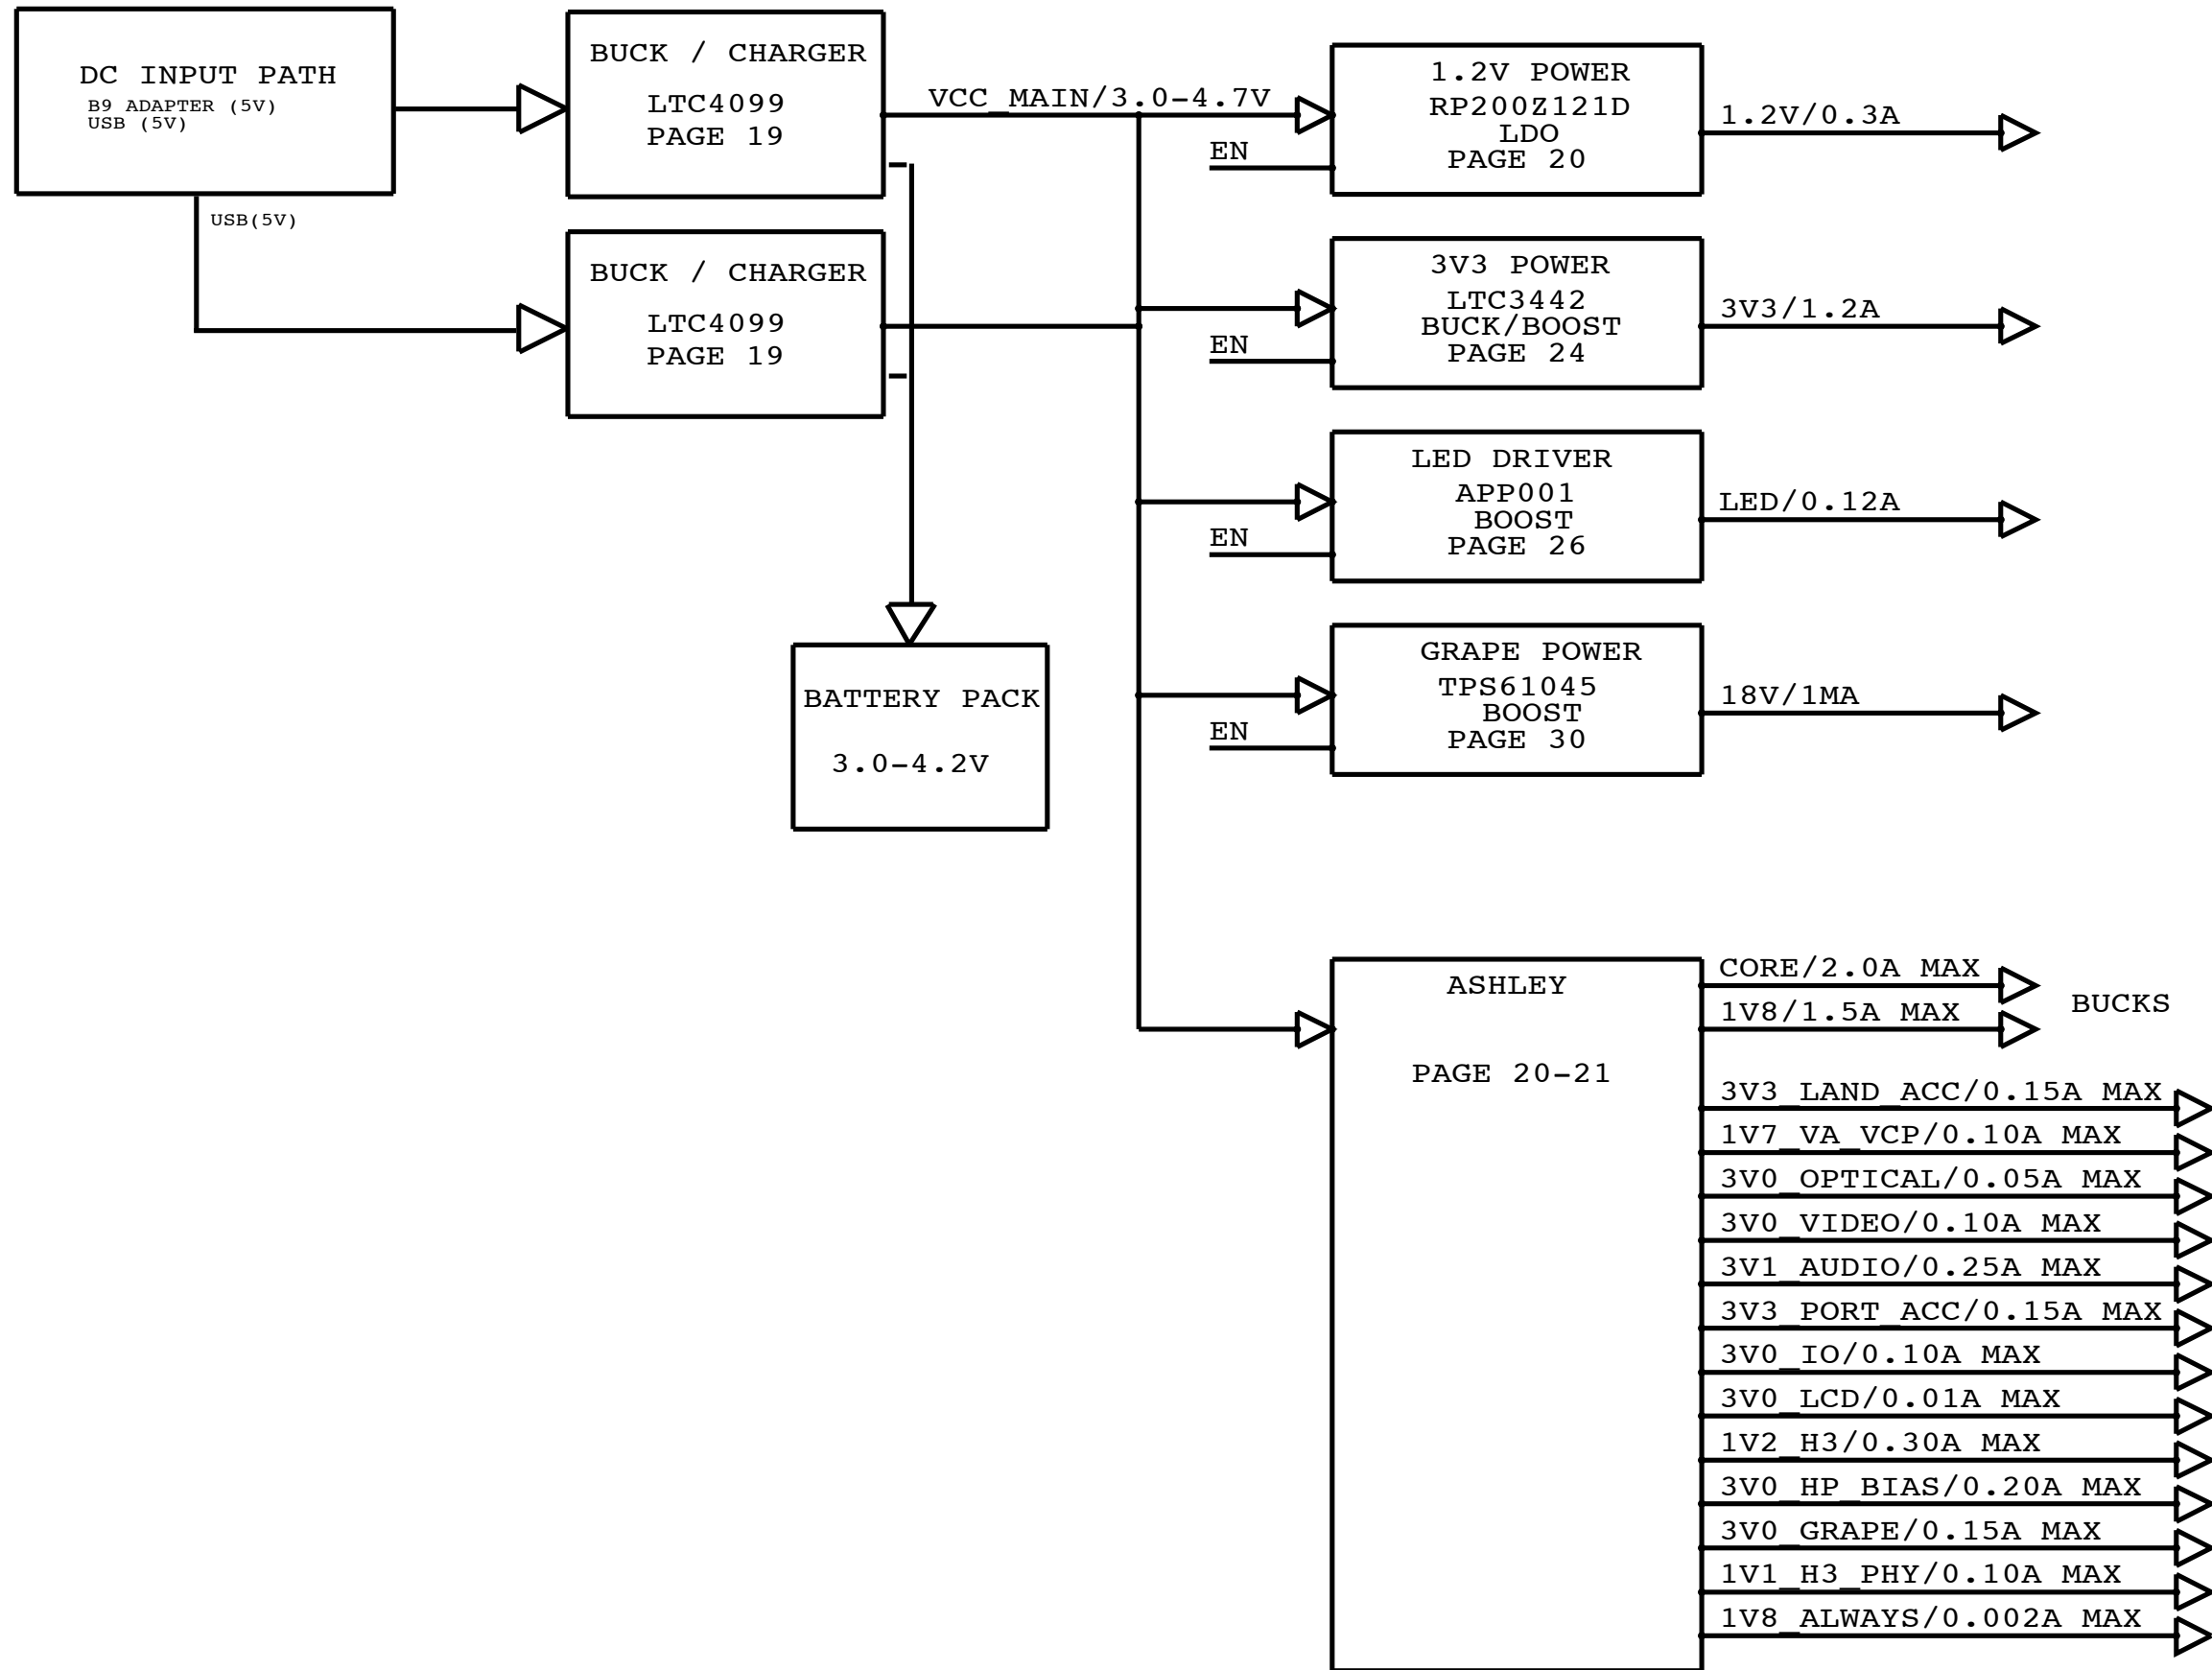 DC INPUT PATH
B9 ADAPTER (5V)
USB (5V)
USB(5V)
BUCK / CHARGER
LTC4099
PAGE 19
BUCK / CHARGER
LTC4099
PAGE 19
BATTERY PACK
3.0-4.2V
VCC_MAIN/3.0-4.7V
EN
1.2V POWER
RP200Z121D
LDO
PAGE 20
1.2V/0.3A
EN
3V3 POWER
LTC3442
BUCK/BOOST
PAGE 24
3V3/1.2A
EN
LED DRIVER
APP001
BOOST
PAGE 26
LED/0.12A
EN
GRAPE POWER
TPS61045
BOOST
PAGE 30
18V/1MA
ASHLEY
PAGE 20-21
CORE/2.0A MAX
1V8/1.5A MAX
BUCKS
3V3_LAND_ACC/0.15A MAX
1V7_VA_VCP/0.10A MAX
3V0_OPTICAL/0.05A MAX
3V0_VIDEO/0.10A MAX
3V1_AUDIO/0.25A MAX
3V3_PORT_ACC/0.15A MAX
3V0_IO/0.10A MAX
3V0_LCD/0.01A MAX
1V2_H3/0.30A MAX
3V0_HP_BIAS/0.20A MAX
3V0_GRAPE/0.15A MAX
1V1_H3_PHY/0.10A MAX
1V8_ALWAYS/0.002A MAX